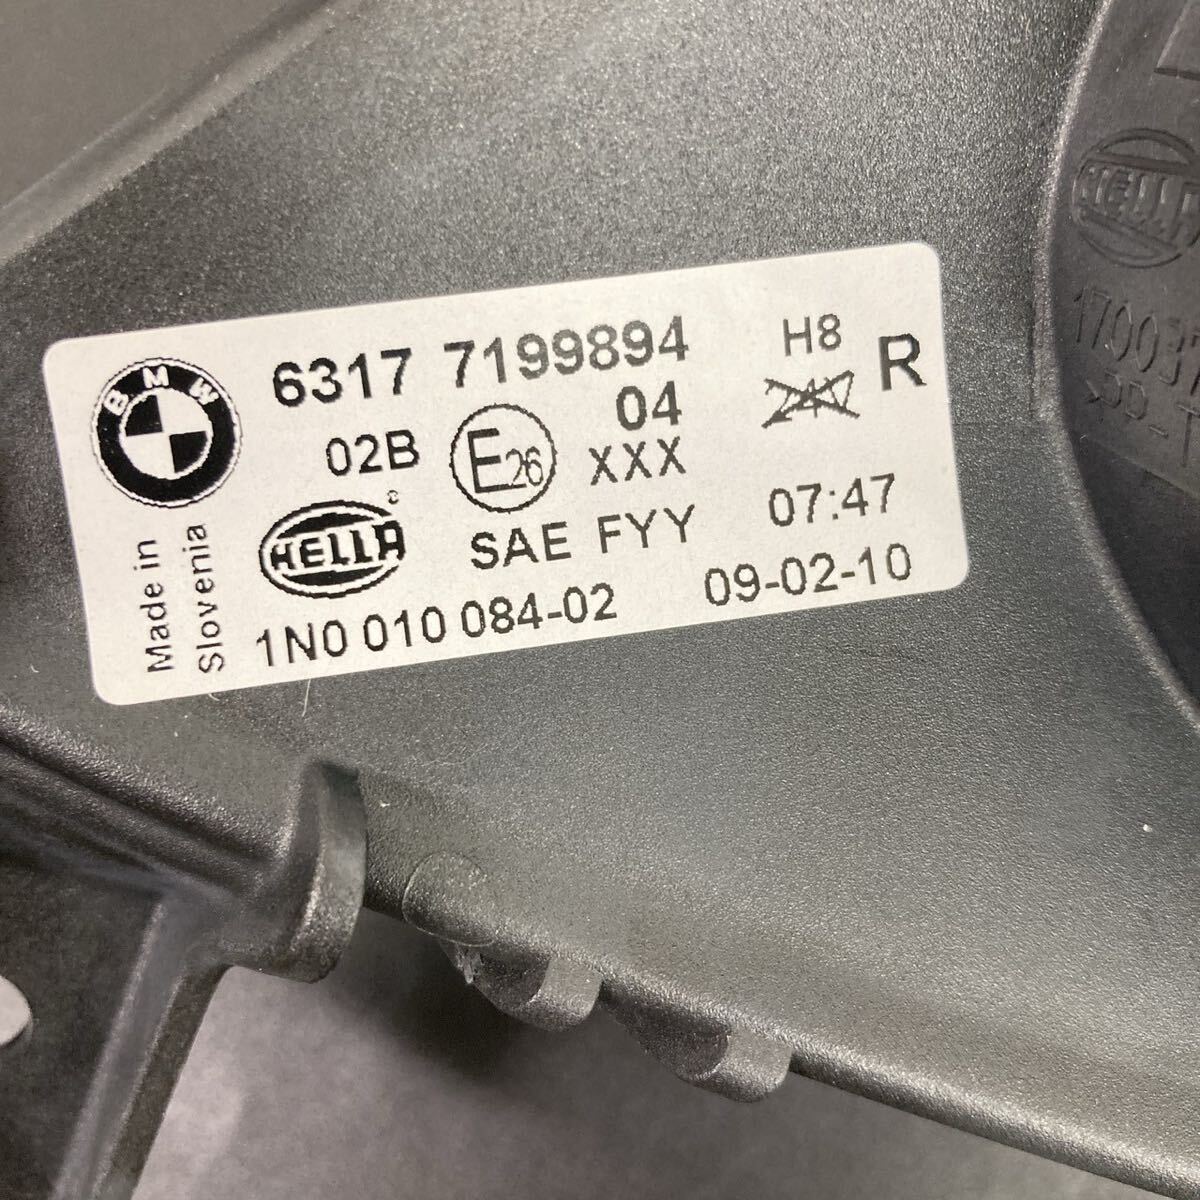 BMW
6317 7199894
H8
R
04
02B
E26
XXX
HELLA
©
SAE FYY
07:47
Made in
Slovenia
1N0 010 084-02
09-02-10
HELLA